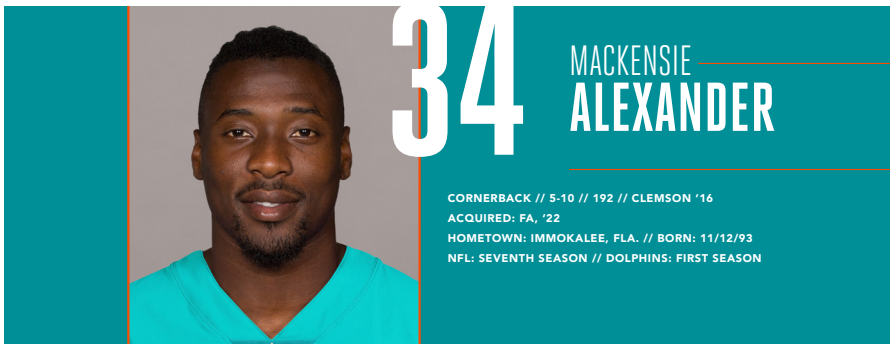 34
MACKENSIE
ALEXANDER
CORNERBACK // 5-10 // 192 // CLEMSON ’16
ACQUIRED: FA, ’22
HOMETOWN: IMMOKALEE, FLA. // BORN: 11/12/93
NFL: SEVENTH SEASON // DOLPHINS: FIRST SEASON